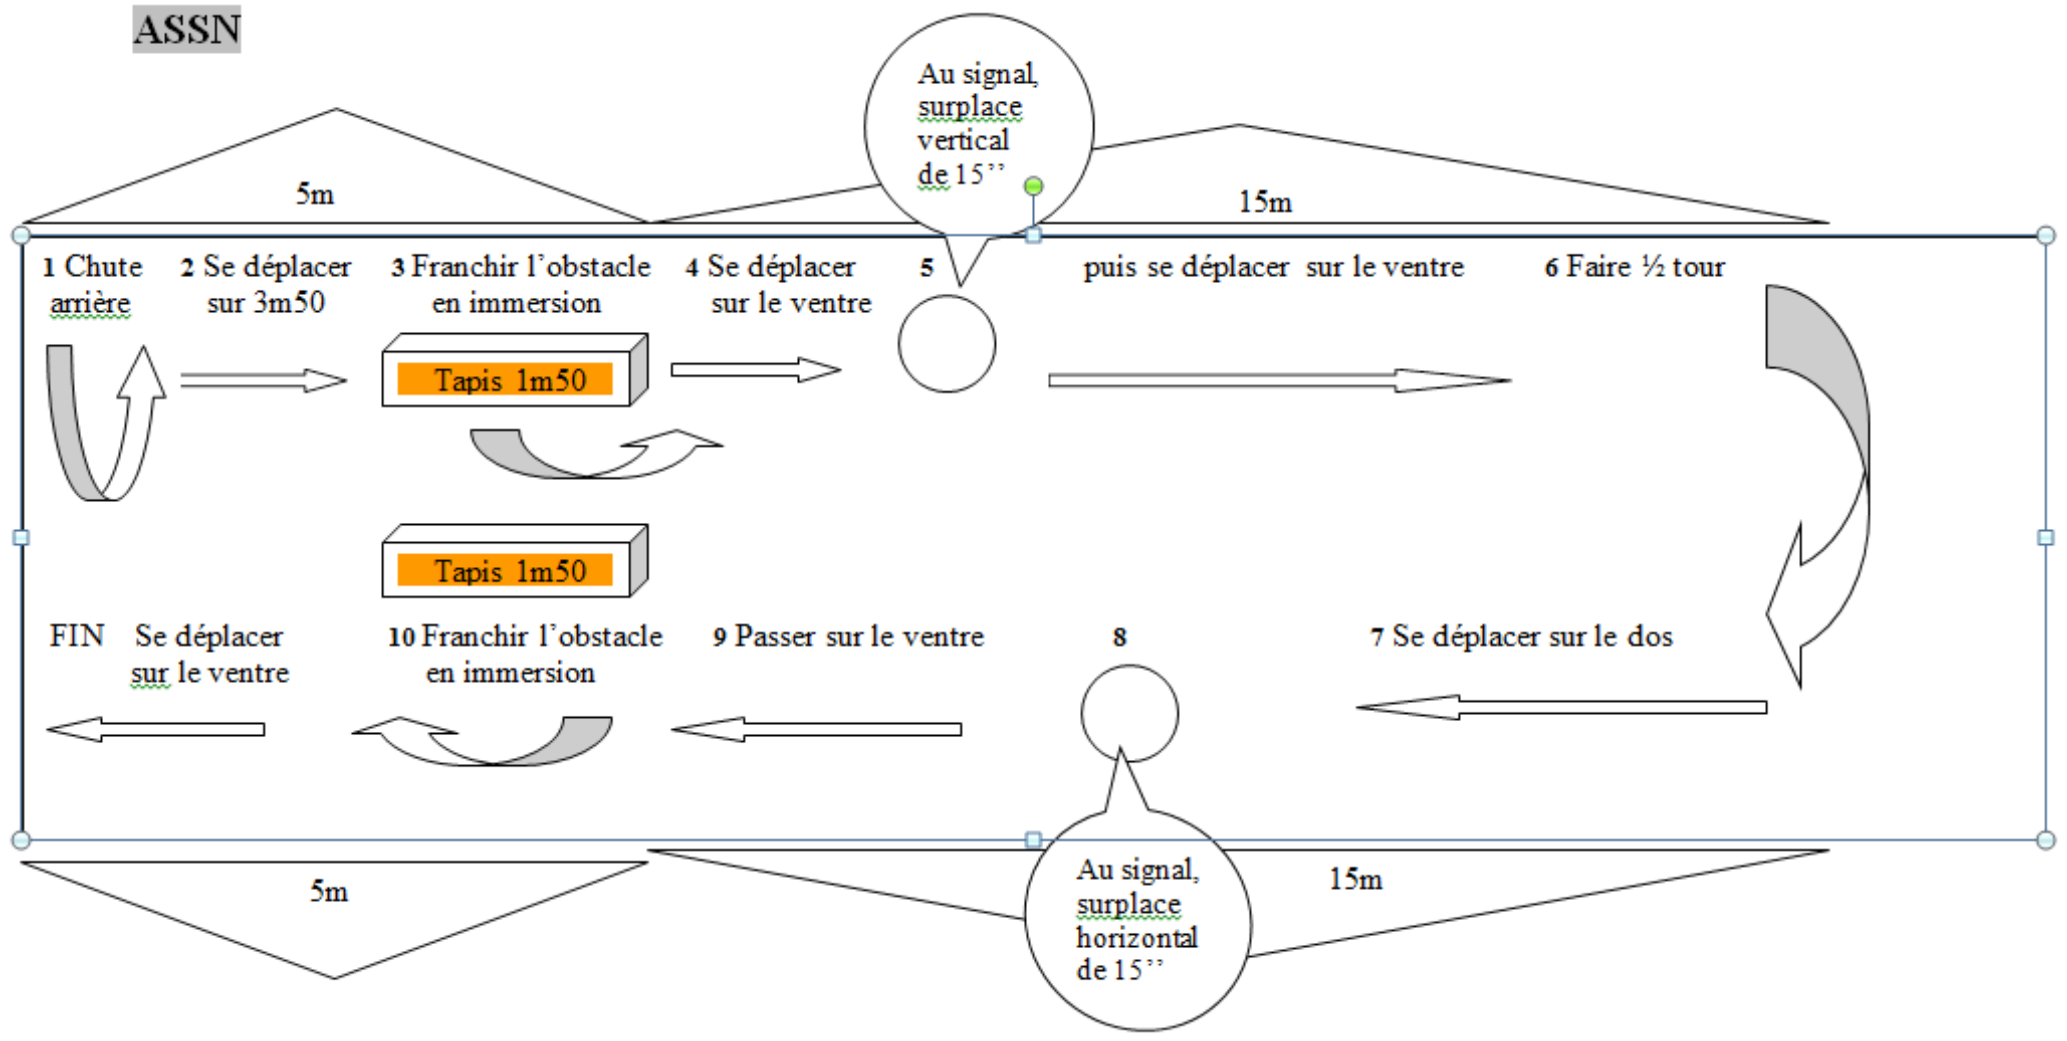 ASSN
Au signal,
surplace
vertical
de 15’’
5m
15m
1 Chute
arrière
2 Se déplacer
sur 3m50
3 Franchir l’obstacle
en immersion
4 Se déplacer
sur le ventre
5
puis se déplacer sur le ventre
6 Faire ½ tour
Tapis 1m50
Tapis 1m50
FIN
Se déplacer
sur le ventre
10 Franchir l’obstacle
en immersion
9 Passer sur le ventre
8
7 Se déplacer sur le dos
5m
Au signal,
surplace
horizontal
de 15’’
15m